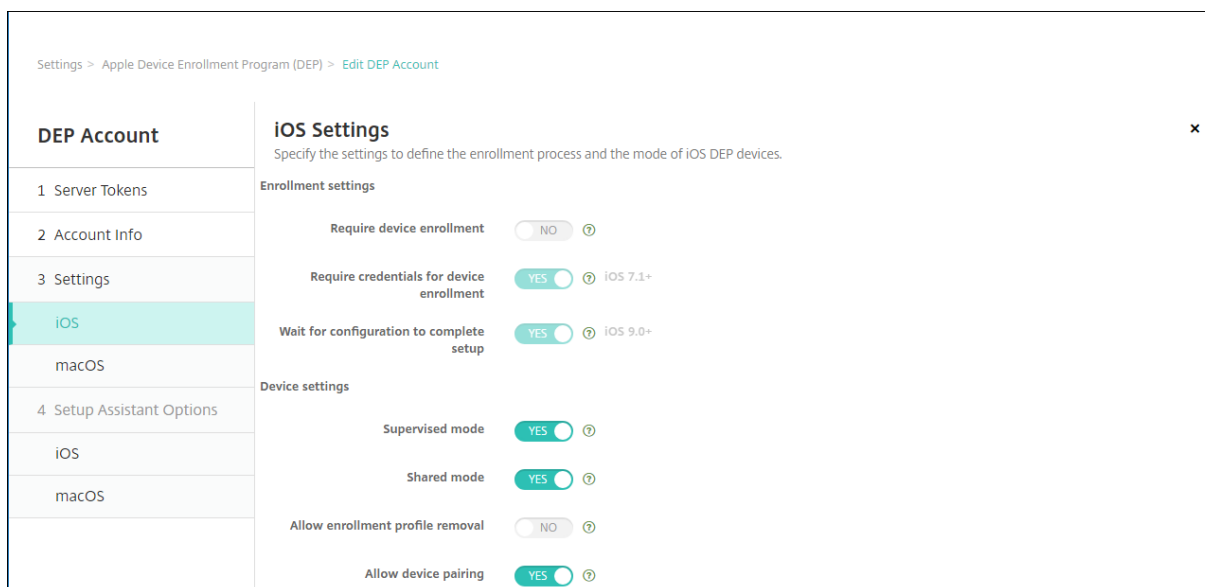 Settings > Apple Device Enrollment Program (DEP) > Edit DEP Account
DEP Account
1 Server Tokens
2 Account Info
3 Settings
iOS
macOS
4 Setup Assistant Options
iOS
macOS
iOS Settings
Specify the settings to define the enrollment process and the mode of iOS DEP devices.
Enrollment settings
Require device enrollment NO ?
Require credentials for device YES ? iOS 7.1+
enrollment
Wait for configuration to complete YES ? iOS 9.0+
setup
Device settings
Supervised mode YES ?
Shared mode YES ?
Allow enrollment profile removal NO ?
Allow device pairing YES ?